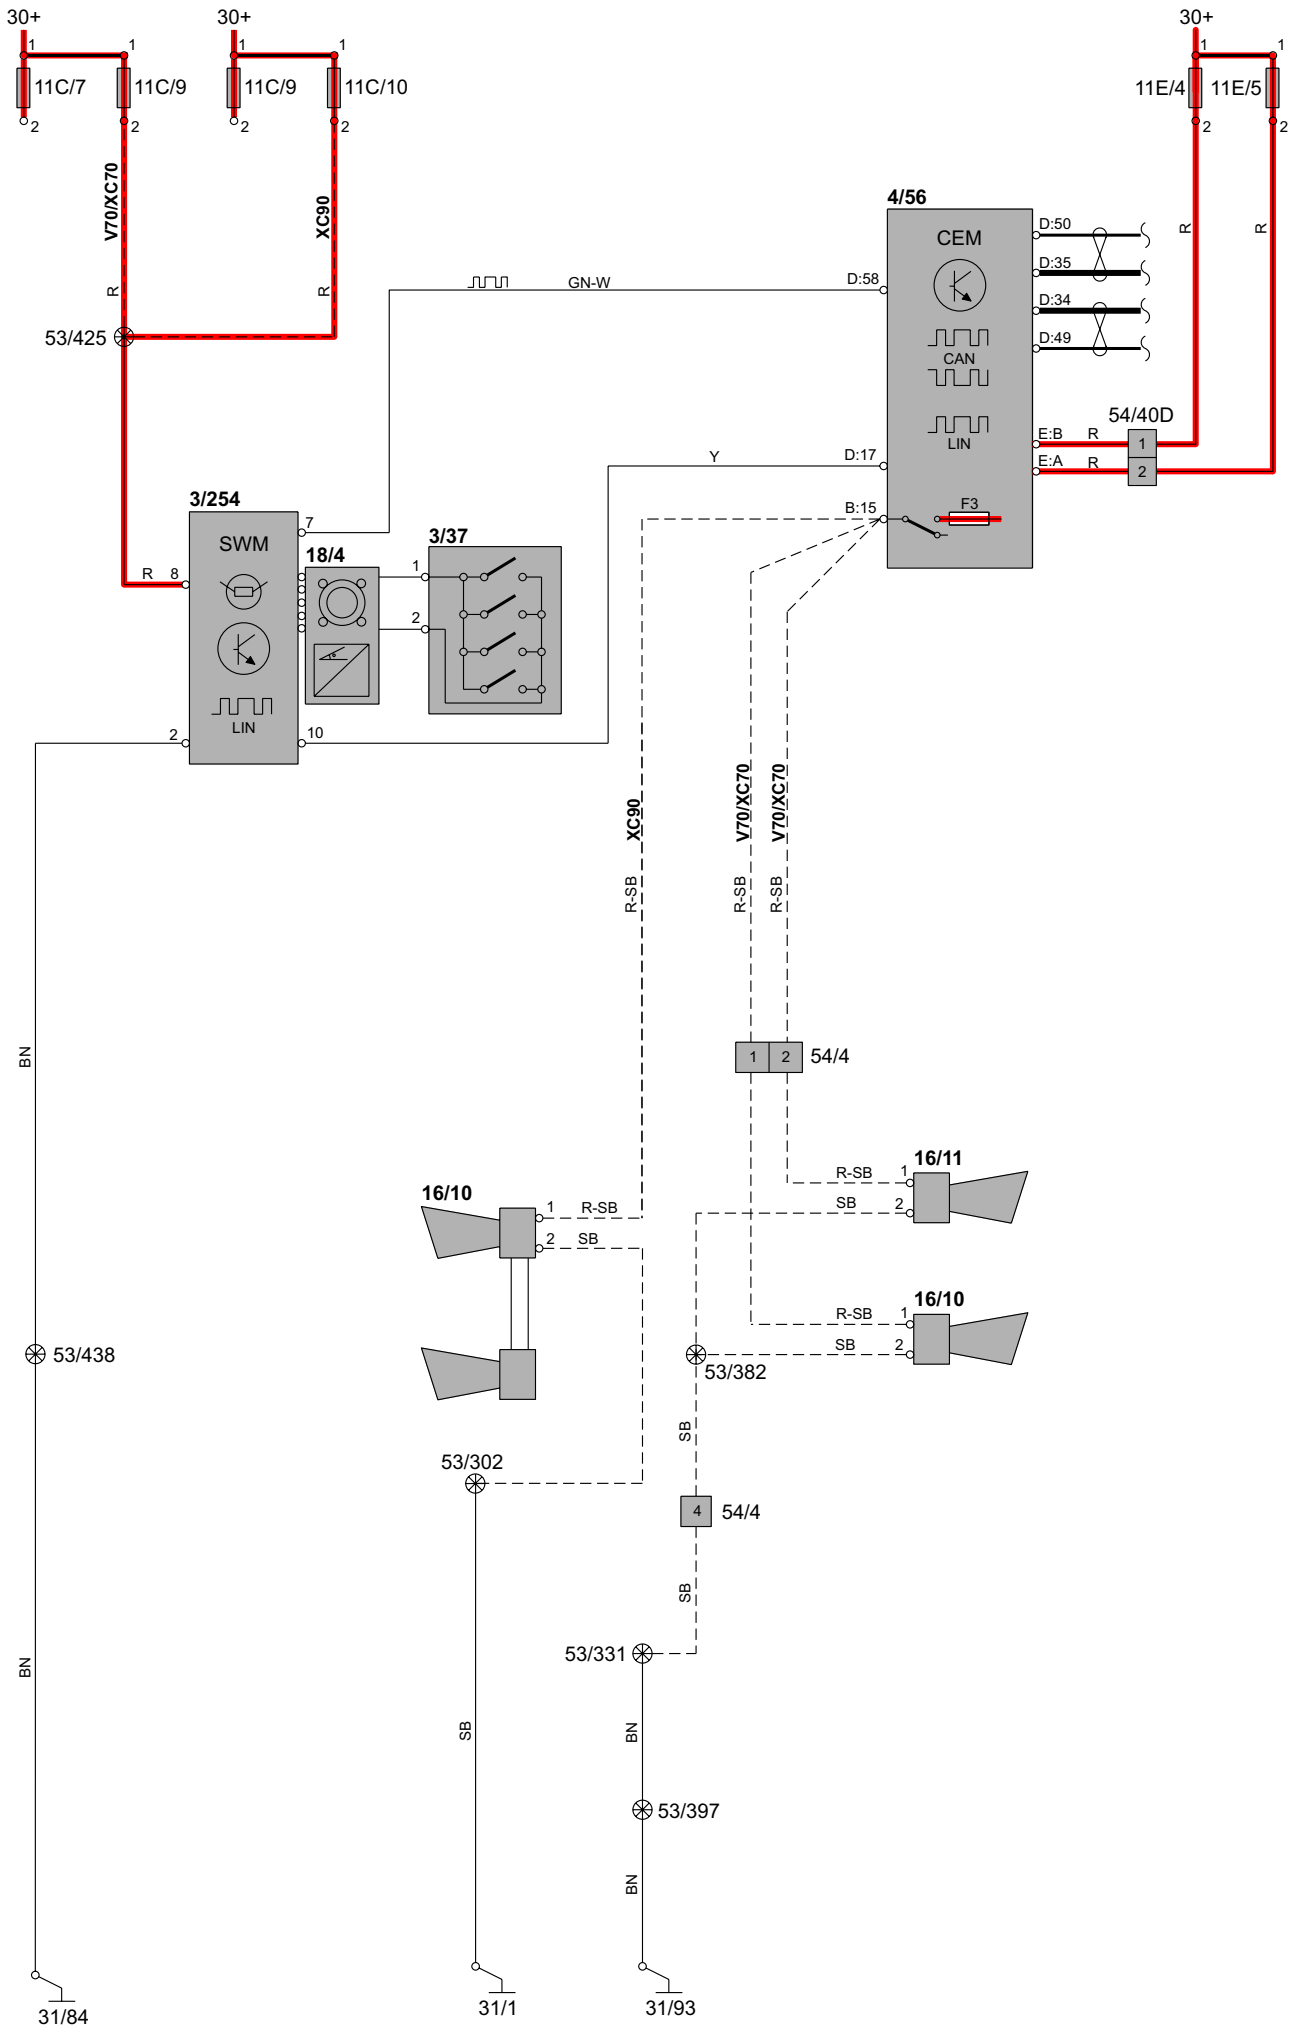 30+
30+
30+
1
1
1
1
1
1
11C/7
11C/9
11C/9
11C/10
11E/4
11E/5
2
2
2
2
2
2
V70/XC70
XC90
R
R
R
R
4/56
CEM
D:50
D:35
D:34
D:49
CAN
LIN
D:58
GN-W
53/425
54/40D
E:B
R
1
E:A
R
2
D:17
Y
B:15
F3
3/254
SWM
7
18/4
3/37
R
8
1
2
LIN
2
10
XC90
V70/XC70
V70/XC70
R-SB
R-SB
R-SB
BN
1
2
54/4
16/11
R-SB
1
SB
2
16/10
1
R-SB
2
SB
16/10
R-SB
1
SB
2
53/438
53/382
SB
53/302
4
54/4
SB
53/331
BN
SB
BN
53/397
BN
31/84
31/1
31/93